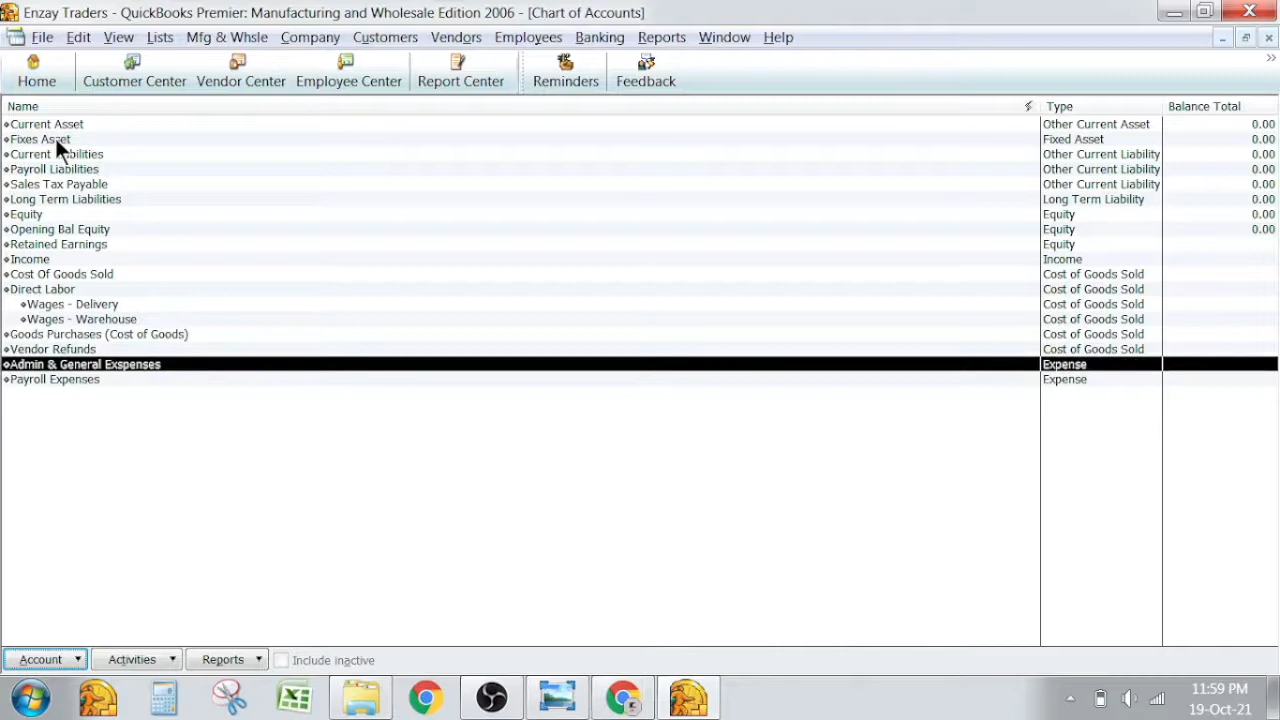 Enzay Traders - QuickBooks Premier: Manufacturing and Wholesale Edition 2006 - [Chart of Accounts]
File Edit View Lists Mfg & Whsle Company Customers Vendors Employees Banking Reports Window Help
Home Customer Center Vendor Center Employee Center Report Center Reminders Feedback
Name Type Balance Total
Current Asset Other Current Asset 0.00
Fixes Asset Fixed Asset 0.00
Current Other Current Liability 0.00
Payroll Liabilities Other Current Liability 0.00
Sales Tax Payable Other Current Liability 0.00
Long Term Liabilities Long Term Liability 0.00
Equity Equity 0.00
Opening Bal Equity Equity 0.00
Retained Earnings Equity
Income Income
Cost Of Goods Sold Cost of Goods Sold
Direct Labor Cost of Goods Sold
Wages - Delivery Cost of Goods Sold
Wages - Warehouse Cost of Goods Sold
Goods Purchases (Cost of Goods) Cost of Goods Sold
Vendor Refunds Cost of Goods Sold
Admin & General Exspenses Expense
Payroll Expenses Expense
Account Activities Reports Include inactive
11:59 PM
19-Oct-21